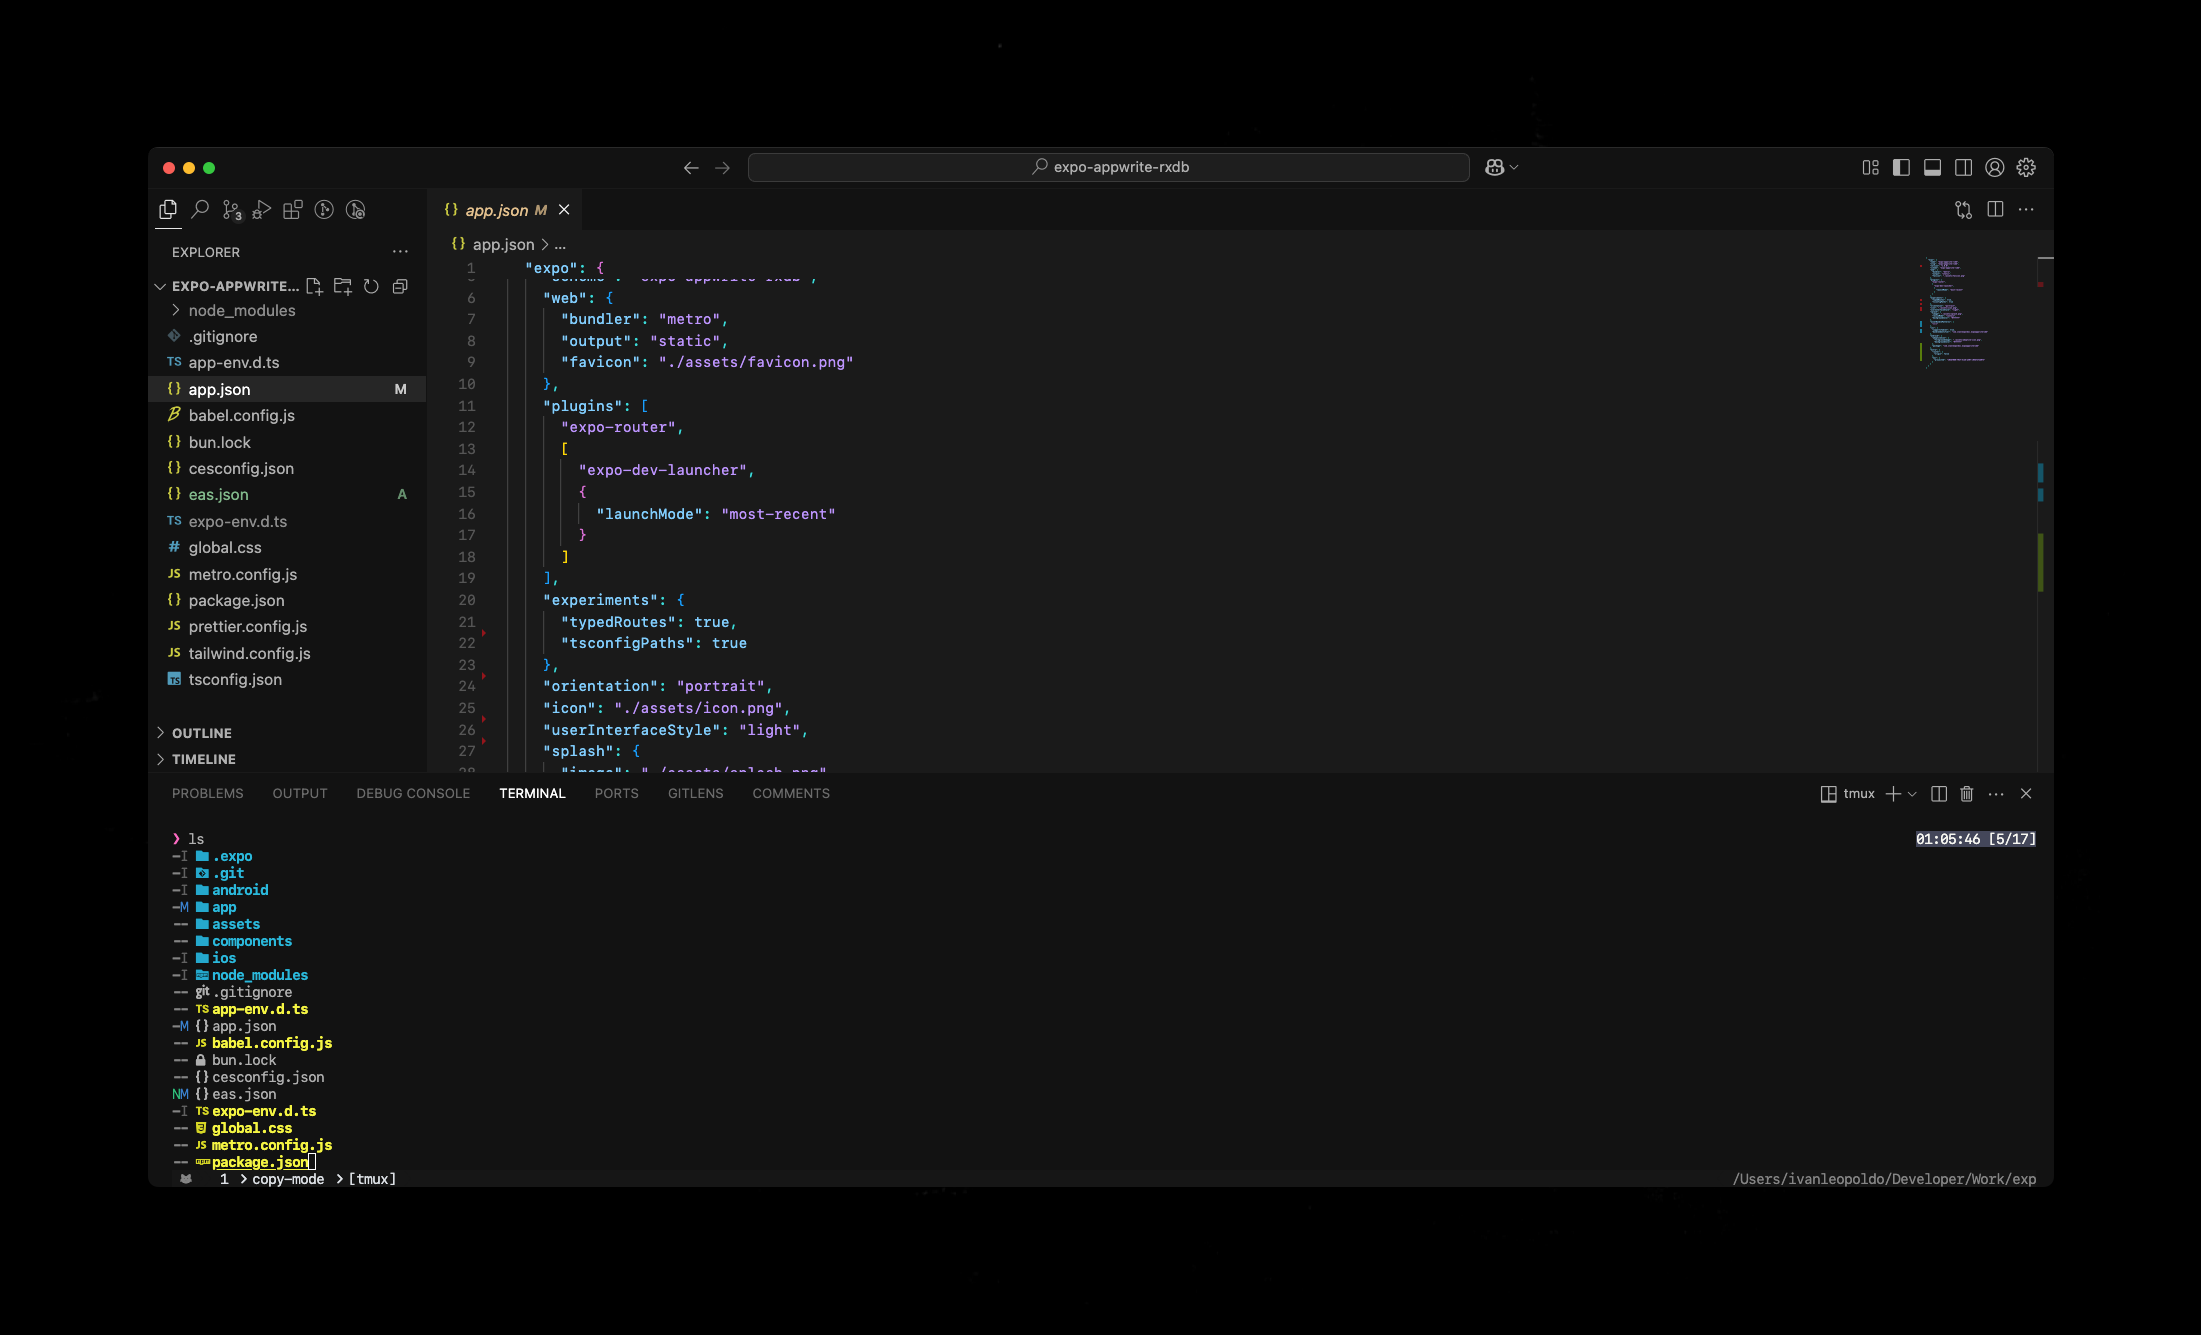 expo-appwrite-rxdb
3
app.json M
EXPLORER
app.json > ...
EXPO-APPWRITE...
node_modules
.gitignore
TS app-env.d.ts
{} app.json M
babel.config.js
{} bun.lock
{} cesconfig.json
{} eas.json A
TS expo-env.d.ts
# global.css
JS metro.config.js
{} package.json
JS prettier.config.js
JS tailwind.config.js
TS tsconfig.json
OUTLINE
TIMELINE
1 "expo": {
6 "web": {
7 "bundler": "metro",
8 "output": "static",
9 "favicon": "./assets/favicon.png"
10 },
11 "plugins": [
12 "expo-router",
13 [
14 "expo-dev-launcher",
15 {
16 "launchMode": "most-recent"
17 }
18 ]
19 ],
20 "experiments": {
21 "typedRoutes": true,
22 "tsconfigPaths": true
23 },
24 "orientation": "portrait",
25 "icon": "./assets/icon.png",
26 "userInterfaceStyle": "light",
27 "splash": {
28 "image": "./assets/splash.png"
PROBLEMS OUTPUT DEBUG CONSOLE TERMINAL PORTS GITLENS COMMENTS
tmux
❯ ls
01:05:46 [5/17]
-I .expo
-I .git
-I android
-M app
-- assets
-- components
-I ios
-I node_modules
-- git .gitignore
-- TS app-env.d.ts
-M {} app.json
-- JS babel.config.js
-- bun.lock
-- {} cesconfig.json
NM {} eas.json
-I TS expo-env.d.ts
-- global.css
-- JS metro.config.js
-- package.json
1 > copy-mode > [tmux]
/Users/ivanleopoldo/Developer/Work/exp